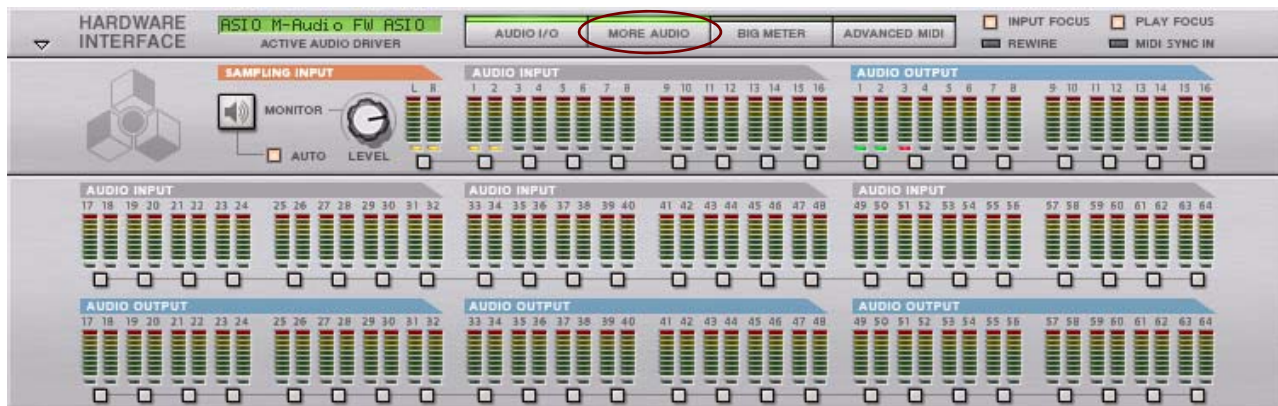 HARDWARE INTERFACE
ASIO M-Audio FW ASIO
ACTIVE AUDIO DRIVER
AUDIO I/O
MORE AUDIO
BIG METER
ADVANCED MIDI
INPUT FOCUS
PLAY FOCUS
REWIRE
MIDI SYNC IN
SAMPLING INPUT
AUDIO INPUT
AUDIO OUTPUT
L R
1 2 3 4 5 6 7 8 9 10 11 12 13 14 15 16
1 2 3 4 5 6 7 8 9 10 11 12 13 14 15 16
MONITOR
AUTO
LEVEL
AUDIO INPUT
AUDIO INPUT
AUDIO INPUT
17 18 19 20 21 22 23 24 25 26 27 28 29 30 31 32
33 34 35 36 37 38 39 40 41 42 43 44 45 46 47 48
49 50 51 52 53 54 55 56 57 58 59 60 61 62 63 64
AUDIO OUTPUT
AUDIO OUTPUT
AUDIO OUTPUT
17 18 19 20 21 22 23 24 25 26 27 28 29 30 31 32
33 34 35 36 37 38 39 40 41 42 43 44 45 46 47 48
49 50 51 52 53 54 55 56 57 58 59 60 61 62 63 64